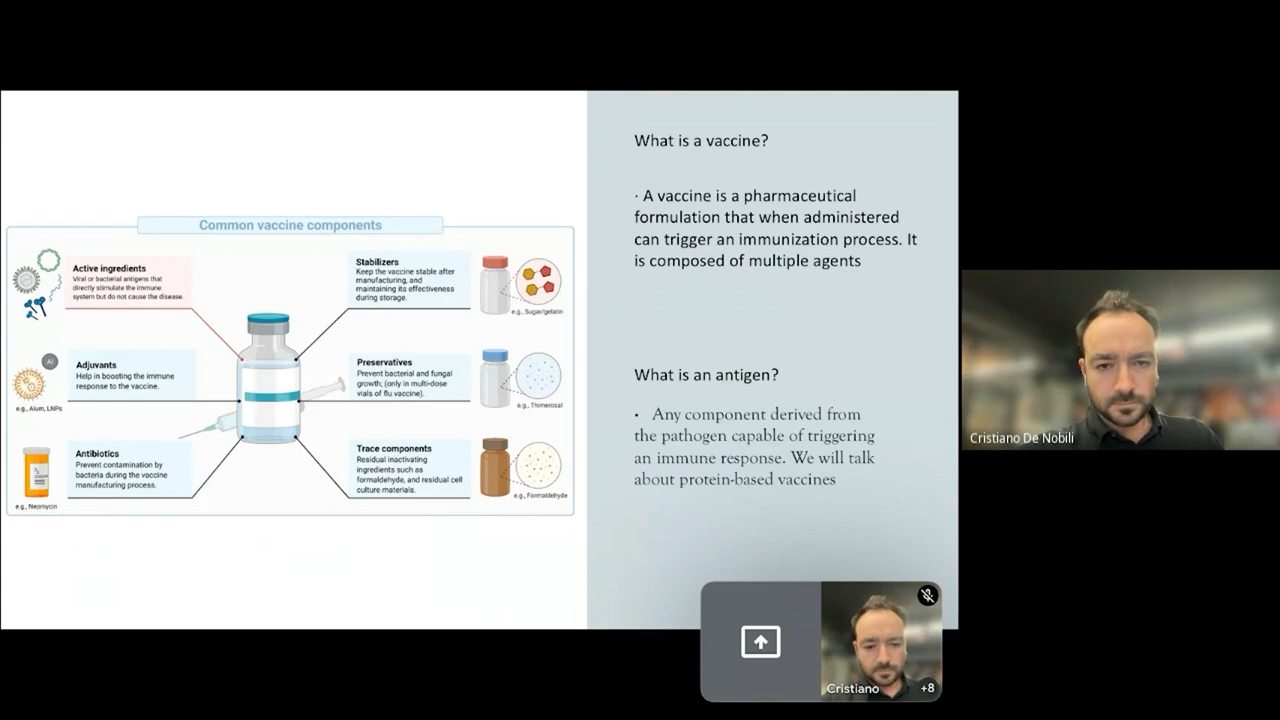 Common vaccine components
Active ingredients
Viral or bacterial antigens that
directly stimulate the immune
system but do not cause the disease.
Adjuvants
Help in boosting the immune
response to the vaccine.
Al
e.g., Alum, LNPs
Antibiotics
Prevent contamination by
bacteria during the vaccine
manufacturing process.
e.g., Neomycin
Stabilizers
Keep the vaccine stable after
manufacturing, and
maintaining its effectiveness
during storage.
e.g., Sugar/gelatin
Preservatives
Prevent bacterial and fungal
growth; (only in multi-dose
vials of flu vaccine).
e.g., Thimerosal
Trace components
Residual inactivating
ingredients such as
formaldehyde, and residual cell
culture materials.
e.g., Formaldehyde
What is a vaccine?
· A vaccine is a pharmaceutical
formulation that when administered
can trigger an immunization process. It
is composed of multiple agents
What is an antigen?
• Any component derived from
the pathogen capable of triggering
an immune response. We will talk
about protein-based vaccines
Cristiano De Nobili
Cristiano
+8